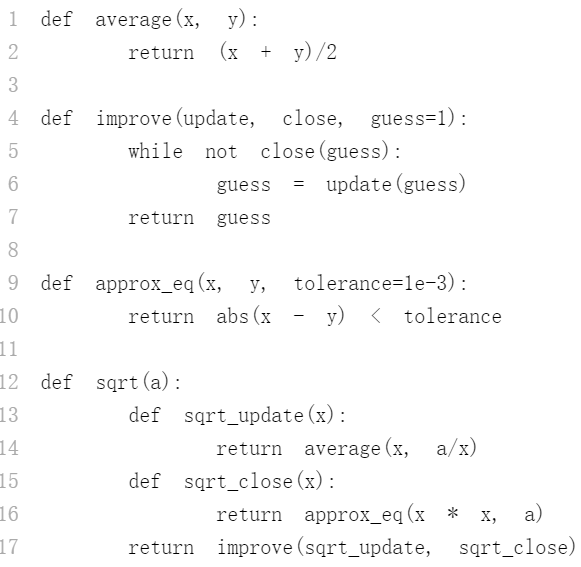 1 def average(x, y):
2 return (x + y)/2
3
4 def improve(update, close, guess=1):
5 while not close(guess):
6 guess = update(guess)
7 return guess
8
9 def approx_eq(x, y, tolerance=1e-3):
10 return abs(x - y) < tolerance
11
12 def sqrt(a):
13 def sqrt_update(x):
14 return average(x, a/x)
15 def sqrt_close(x):
16 return approx_eq(x * x, a)
17 return improve(sqrt_update, sqrt_close)